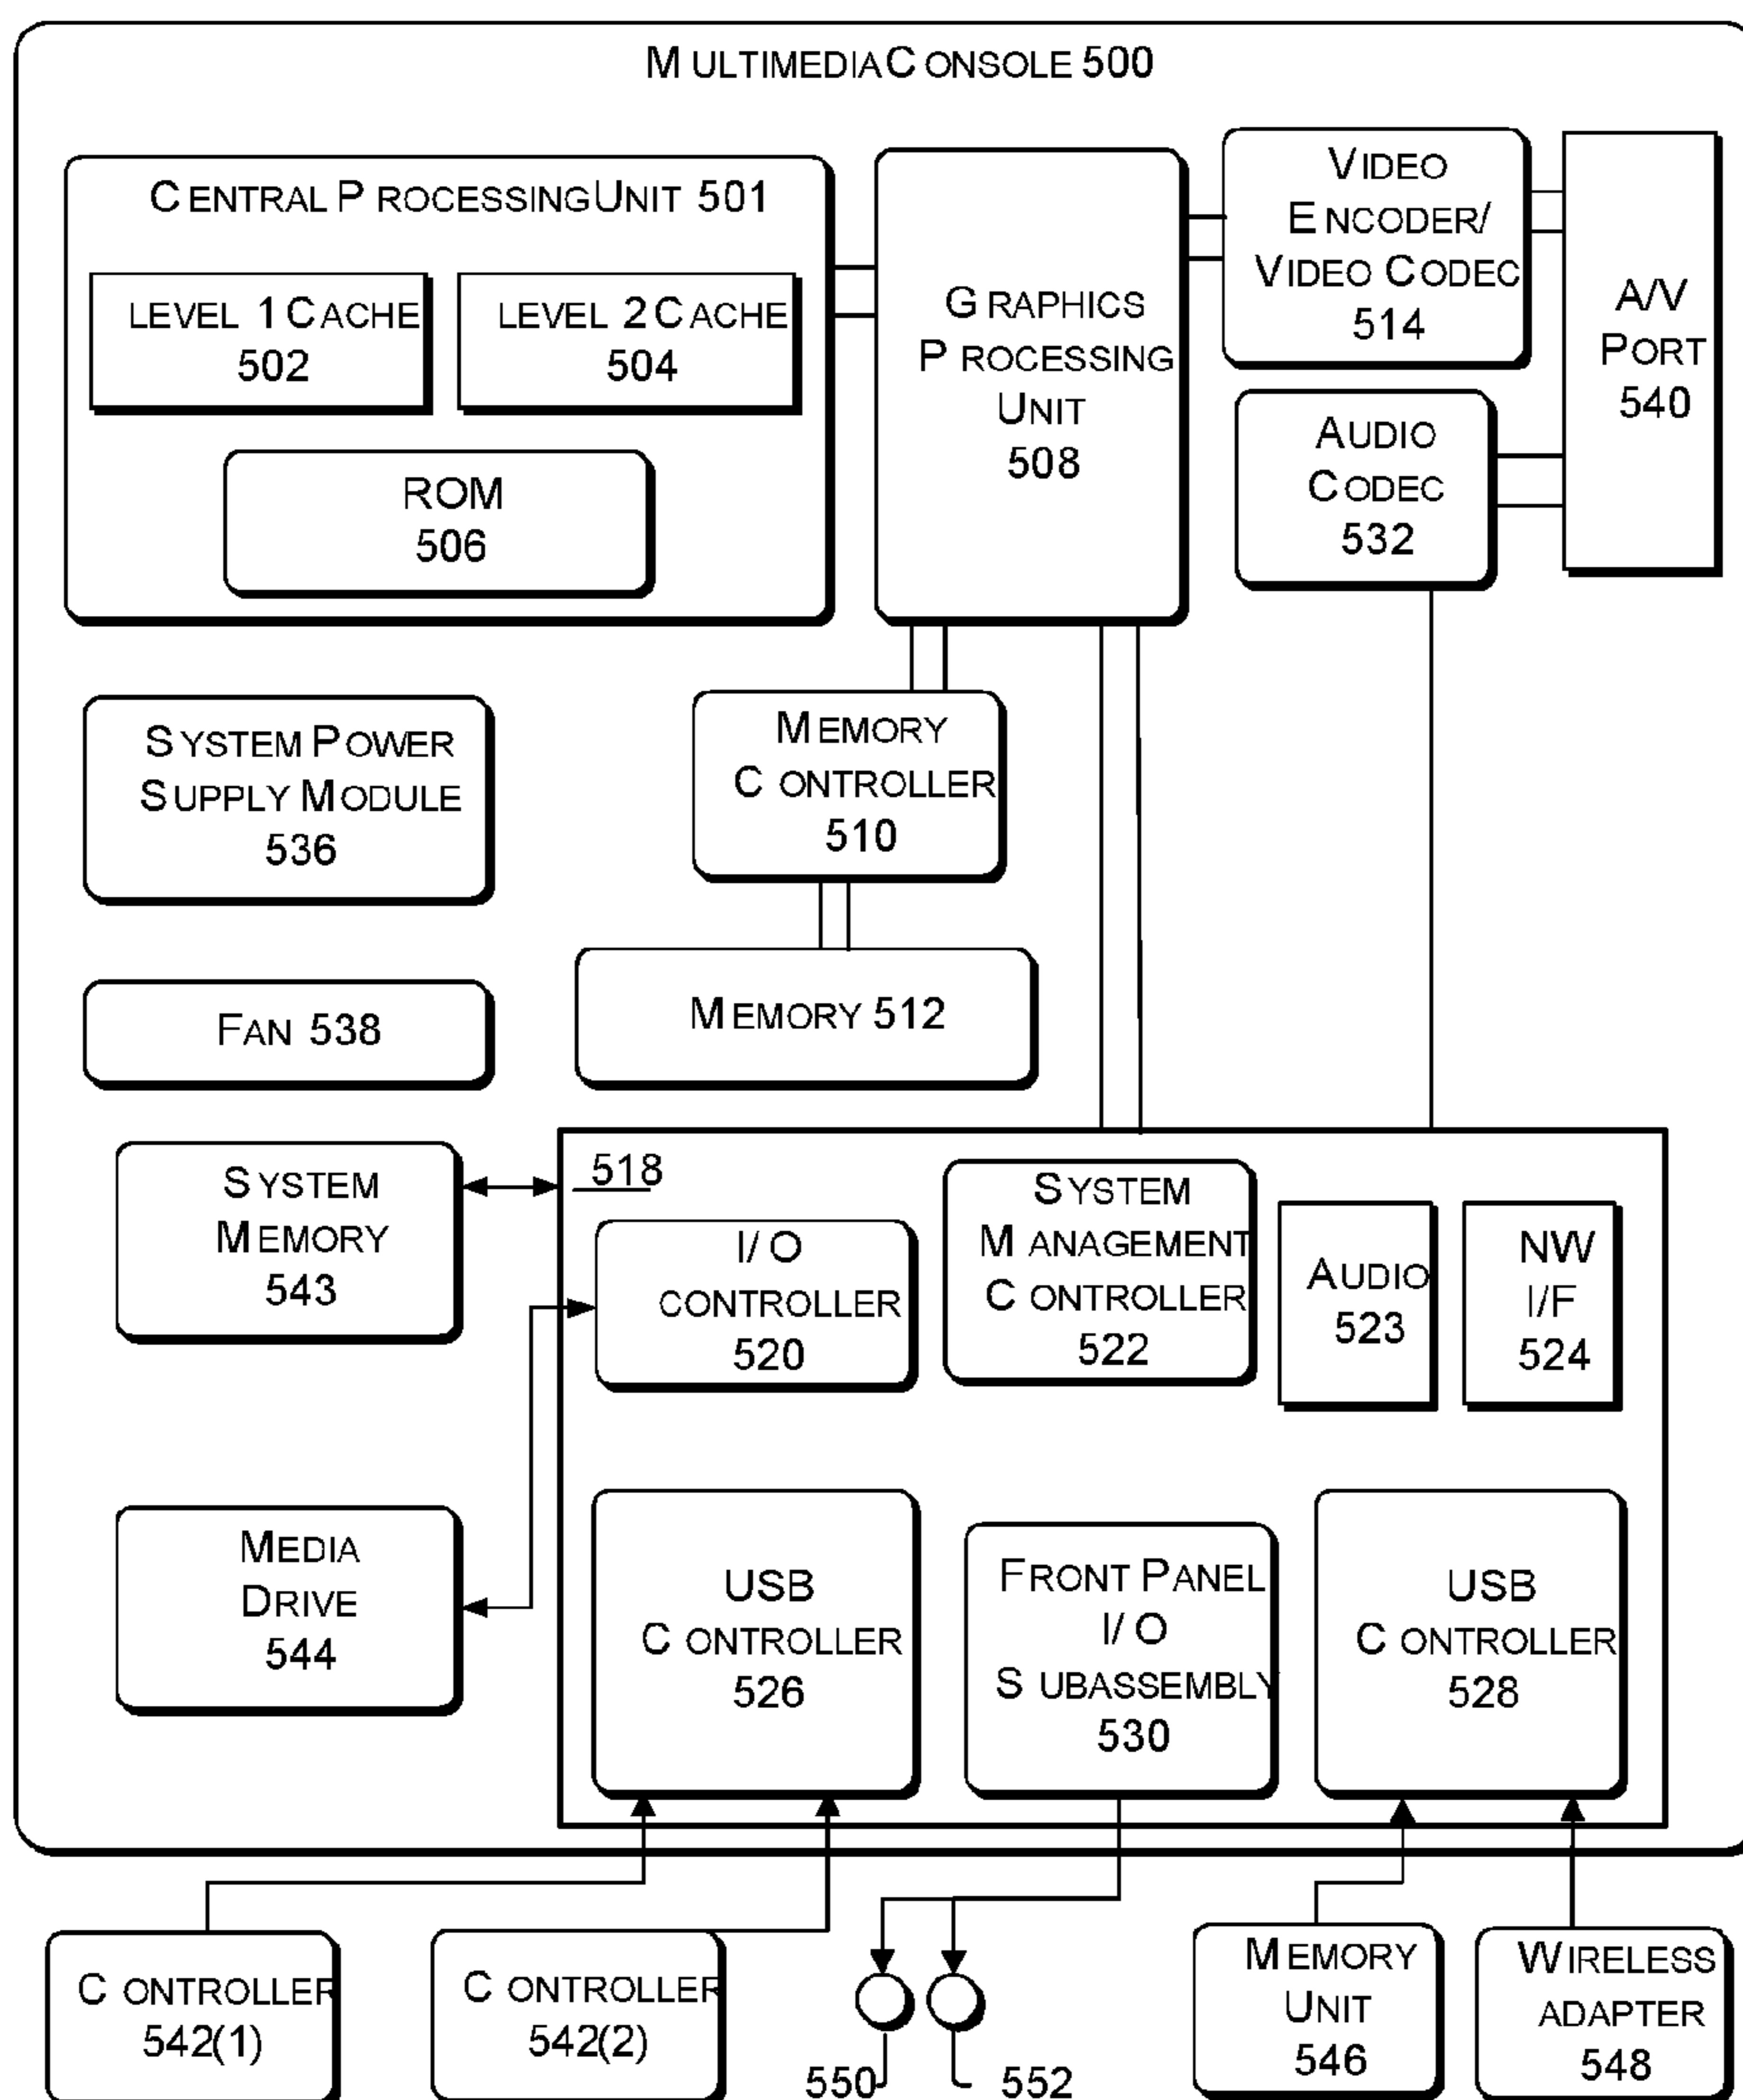 MULTIMEDIA CONSOLE 500
CENTRAL PROCESSING UNIT 501
LEVEL 1 CACHE
502
LEVEL 2 CACHE
504
ROM
506
GRAPHICS
PROCESSING
UNIT
508
VIDEO
ENCODER/
VIDEO CODEC
514
AUDIO
CODEC
532
A/V
PORT
540
SYSTEM POWER
SUPPLY MODULE
536
MEMORY
CONTROLLER
510
FAN 538
MEMORY 512
SYSTEM
MEMORY
543
518
I/O
CONTROLLER
520
SYSTEM
MANAGEMENT
CONTROLLER
522
AUDIO
523
NW
I/F
524
MEDIA
DRIVE
544
USB
CONTROLLER
526
FRONT PANEL
I/O
SUBASSEMBLY
530
USB
CONTROLLER
528
CONTROLLER
542(1)
CONTROLLER
542(2)
550
552
MEMORY
UNIT
546
WIRELESS
ADAPTER
548